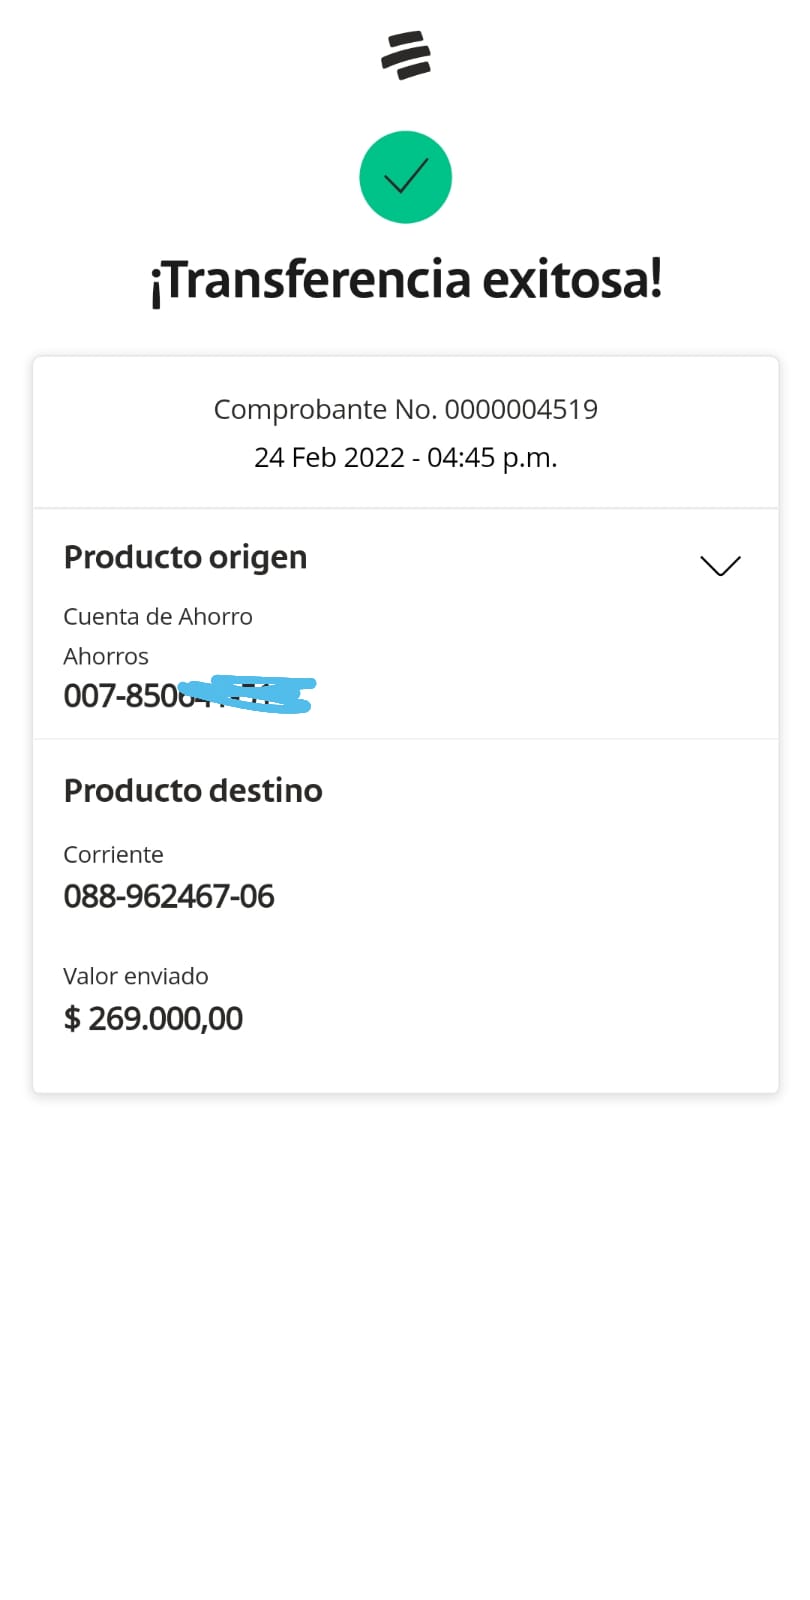 ¡Transferencia exitosa!
Comprobante No. 0000004519
24 Feb 2022 - 04:45 p.m.
Producto origen
Cuenta de Ahorro
Ahorros
007-850
Producto destino
Corriente
088-962467-06
Valor enviado
$ 269.000,00